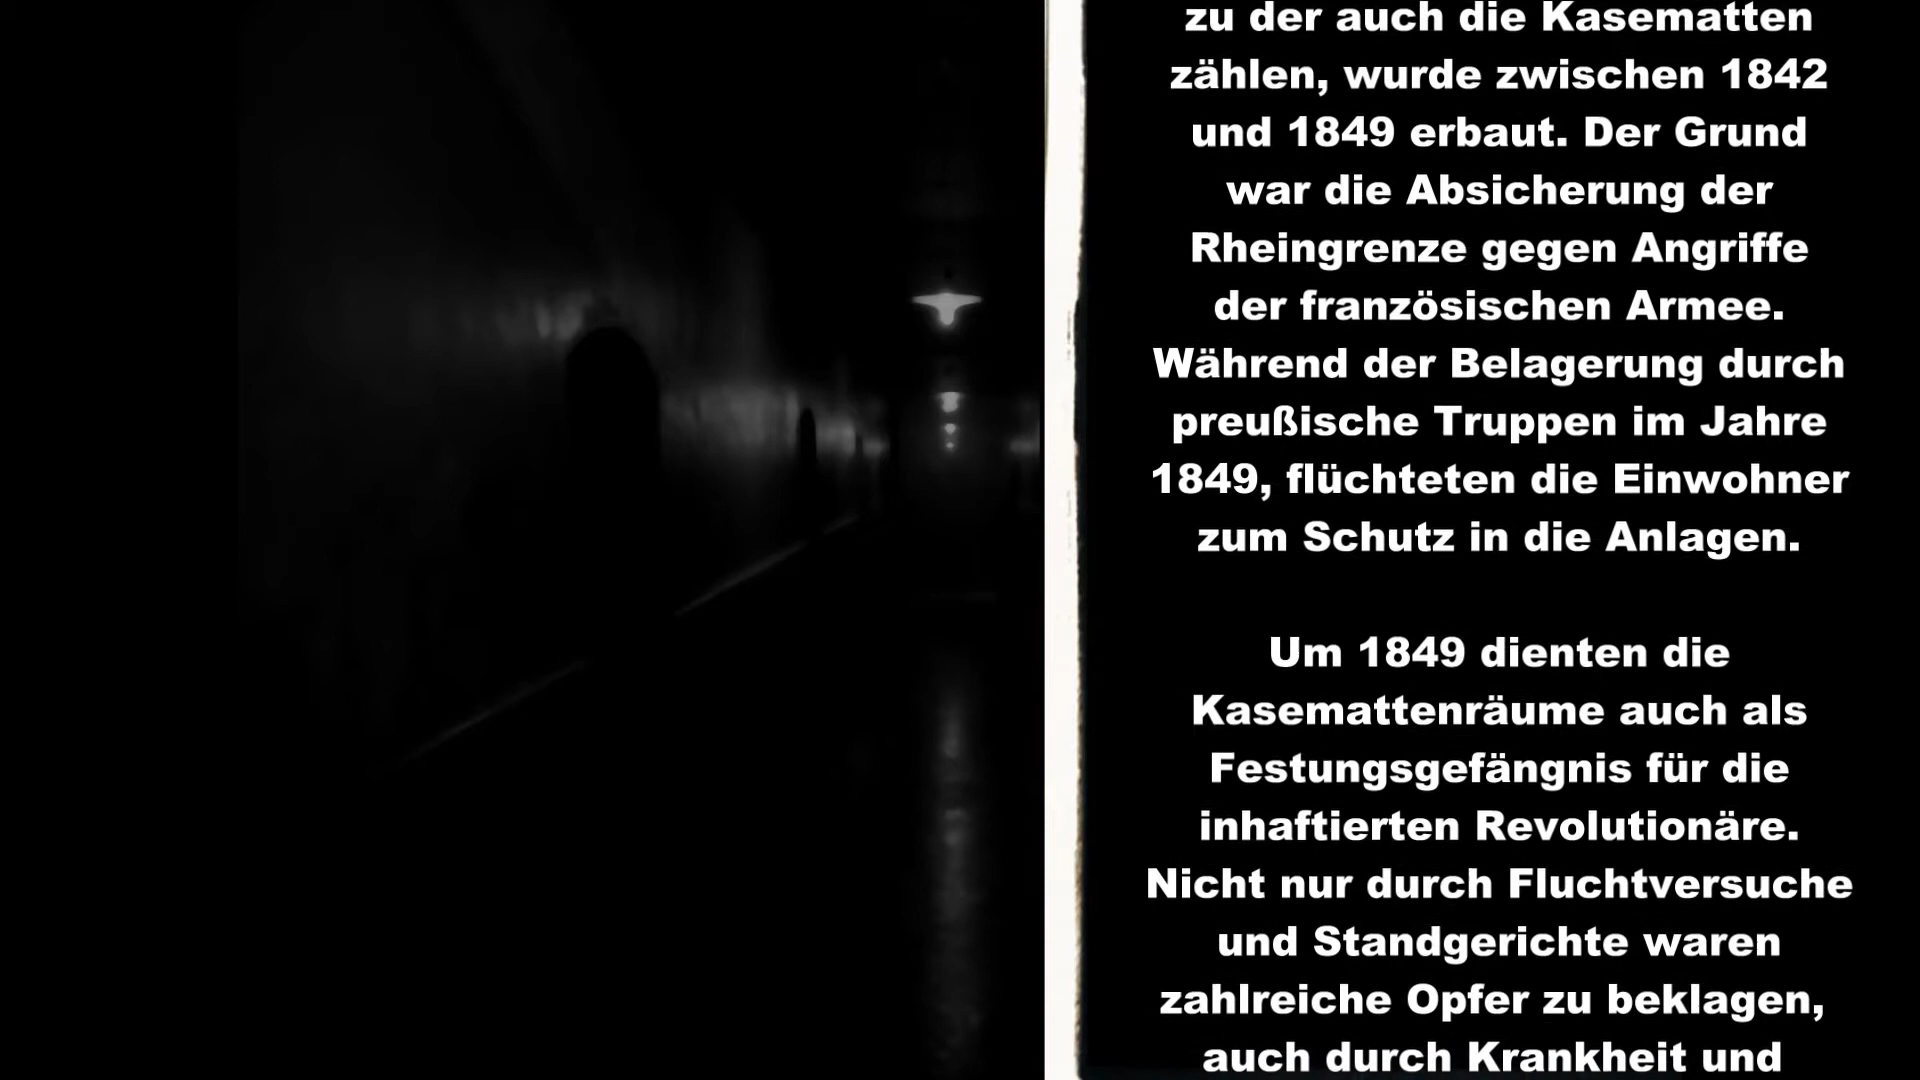 zu der auch die Kasematten
zählen, wurde zwischen 1842
und 1849 erbaut. Der Grund
war die Absicherung der
Rheingrenze gegen Angriffe
der französischen Armee.
Während der Belagerung durch
preußische Truppen im Jahre
1849, flüchteten die Einwohner
zum Schutz in die Anlagen.
Um 1849 dienten die
Kasemattenräume auch als
Festungsgefängnis für die
inhaftierten Revolutionäre.
Nicht nur durch Fluchtversuche
und Standgerichte waren
zahlreiche Opfer zu beklagen,
auch durch Krankheit und